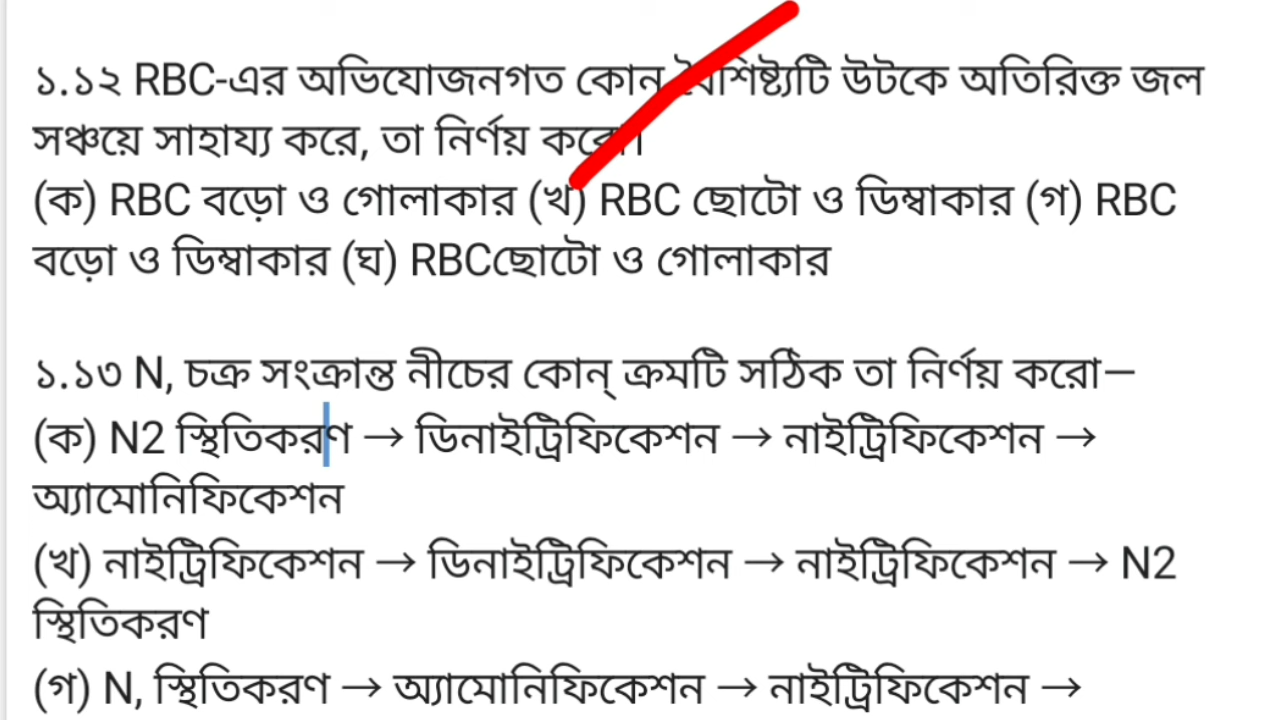 ১.১২ RBC-এর অভিযোজনগত কোন্ বৈশিষ্ট্যটি উটকে অতিরিক্ত জল
সঞ্চয়ে সাহায্য করে, তা নির্ণয় করো।
(ক) RBC বড়ো ও গোলাকার (খ) RBC ছোটো ও ডিম্বাকার (গ) RBC
বড়ো ও ডিম্বাকার (ঘ) RBCছোটো ও গোলাকার
১.১৩ N, চক্র সংক্রান্ত নীচের কোন্ ক্রমটি সঠিক তা নির্ণয় করো—
(ক) N2 স্থিতিকরণ → ডিনাইট্রিফিকেশন → নাইট্রিফিকেশন →
অ্যামোনিফিকেশন
(খ) নাইট্রিফিকেশন → ডিনাইট্রিফিকেশন → নাইট্রিফিকেশন → N2
স্থিতিকরণ
(গ) N, স্থিতিকরণ → অ্যামোনিফিকেশন → নাইট্রিফিকেশন →